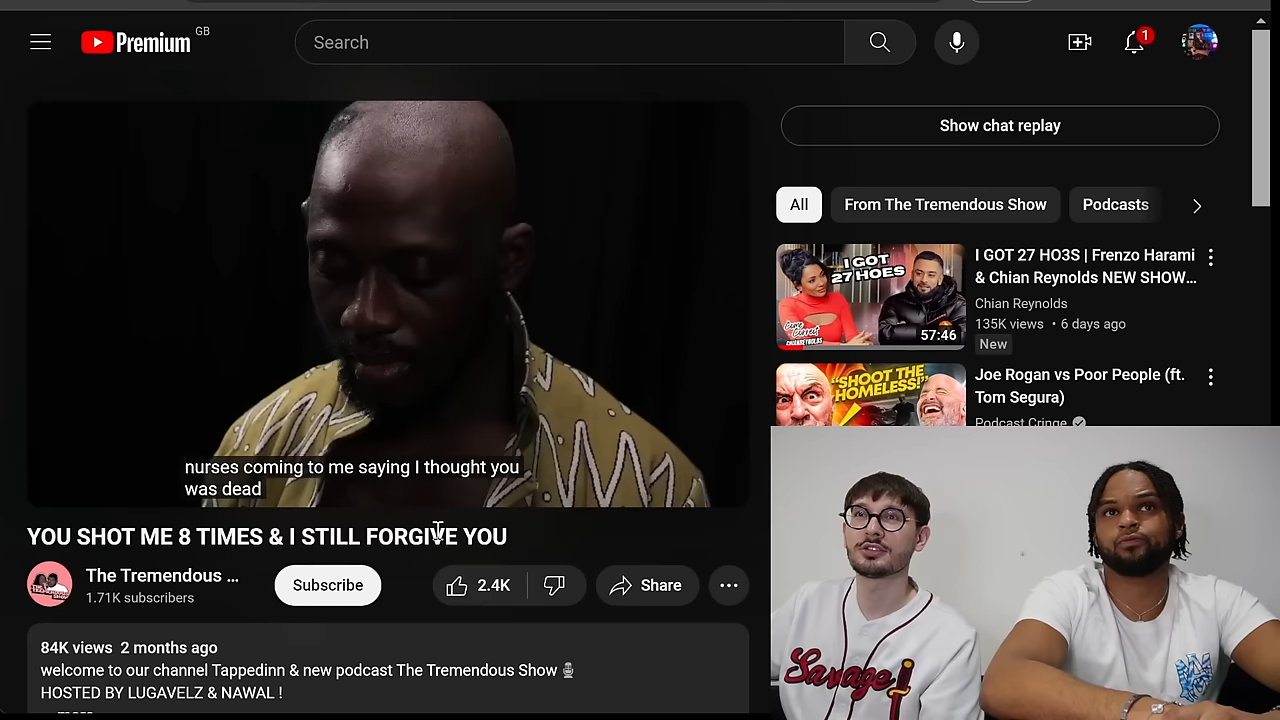 Premium GB
Search
1
Show chat replay
All
From The Tremendous Show
Podcasts
nurses coming to me saying I thought you
was dead
YOU SHOT ME 8 TIMES & I STILL FORGIVE YOU
The Tremendous ...
1.71K subscribers
Subscribe
2.4K
Share
84K views 2 months ago
welcome to our channel Tappedinn & new podcast The Tremendous Show
HOSTED BY LUGAVELZ & NAWAL !
I GOT
27 HOES
57:46
I GOT 27 HO3S | Frenzo Harami
& Chian Reynolds NEW SHOW...
Chian Reynolds
135K views • 6 days ago
New
"SHOOT THE
HOMELESS!"
Joe Rogan vs Poor People (ft.
Tom Segura)
Podcast Cringe
Savage